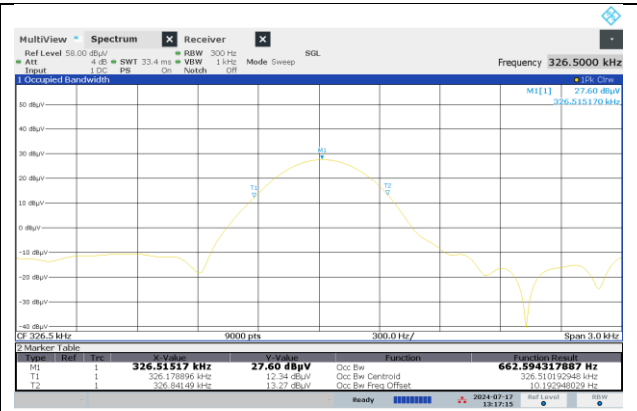 MultiView Spectrum X Receiver X
Ref Level 58.00 dBµV RBW 300 Hz SGL
Att 4 dB SWT 33.4 ms VBW 1 kHz Mode Sweep Frequency 326.5000 kHz
Input 1 DC PS On Notch Off
1 Occupied Bandwidth 1Pk Clrw
M1[1] 27.60 dBµV
326.515170 kHz
50 dBµV
40 dBµV
30 dBµV
M1
20 dBµV
T1 T2
10 dBµV
0 dBµV
-10 dBµV
-20 dBµV
-30 dBµV
-40 dBµV
CF 326.5 kHz 9000 pts 300.0 Hz/ Span 3.0 kHz
2 Marker Table
Type Ref Trc X-Value Y-Value Function Function Result
M1 1 326.51517 kHz 27.60 dBµV Occ Bw 662.594317887 Hz
T1 1 326.178896 kHz 12.34 dBµV Occ Bw Centroid 326.510192948 kHz
T2 1 326.84149 kHz 13.27 dBµV Occ Bw Freq Offset 10.192948029 Hz
Ready 2024-07-17 Ref Level RBW
13:17:15